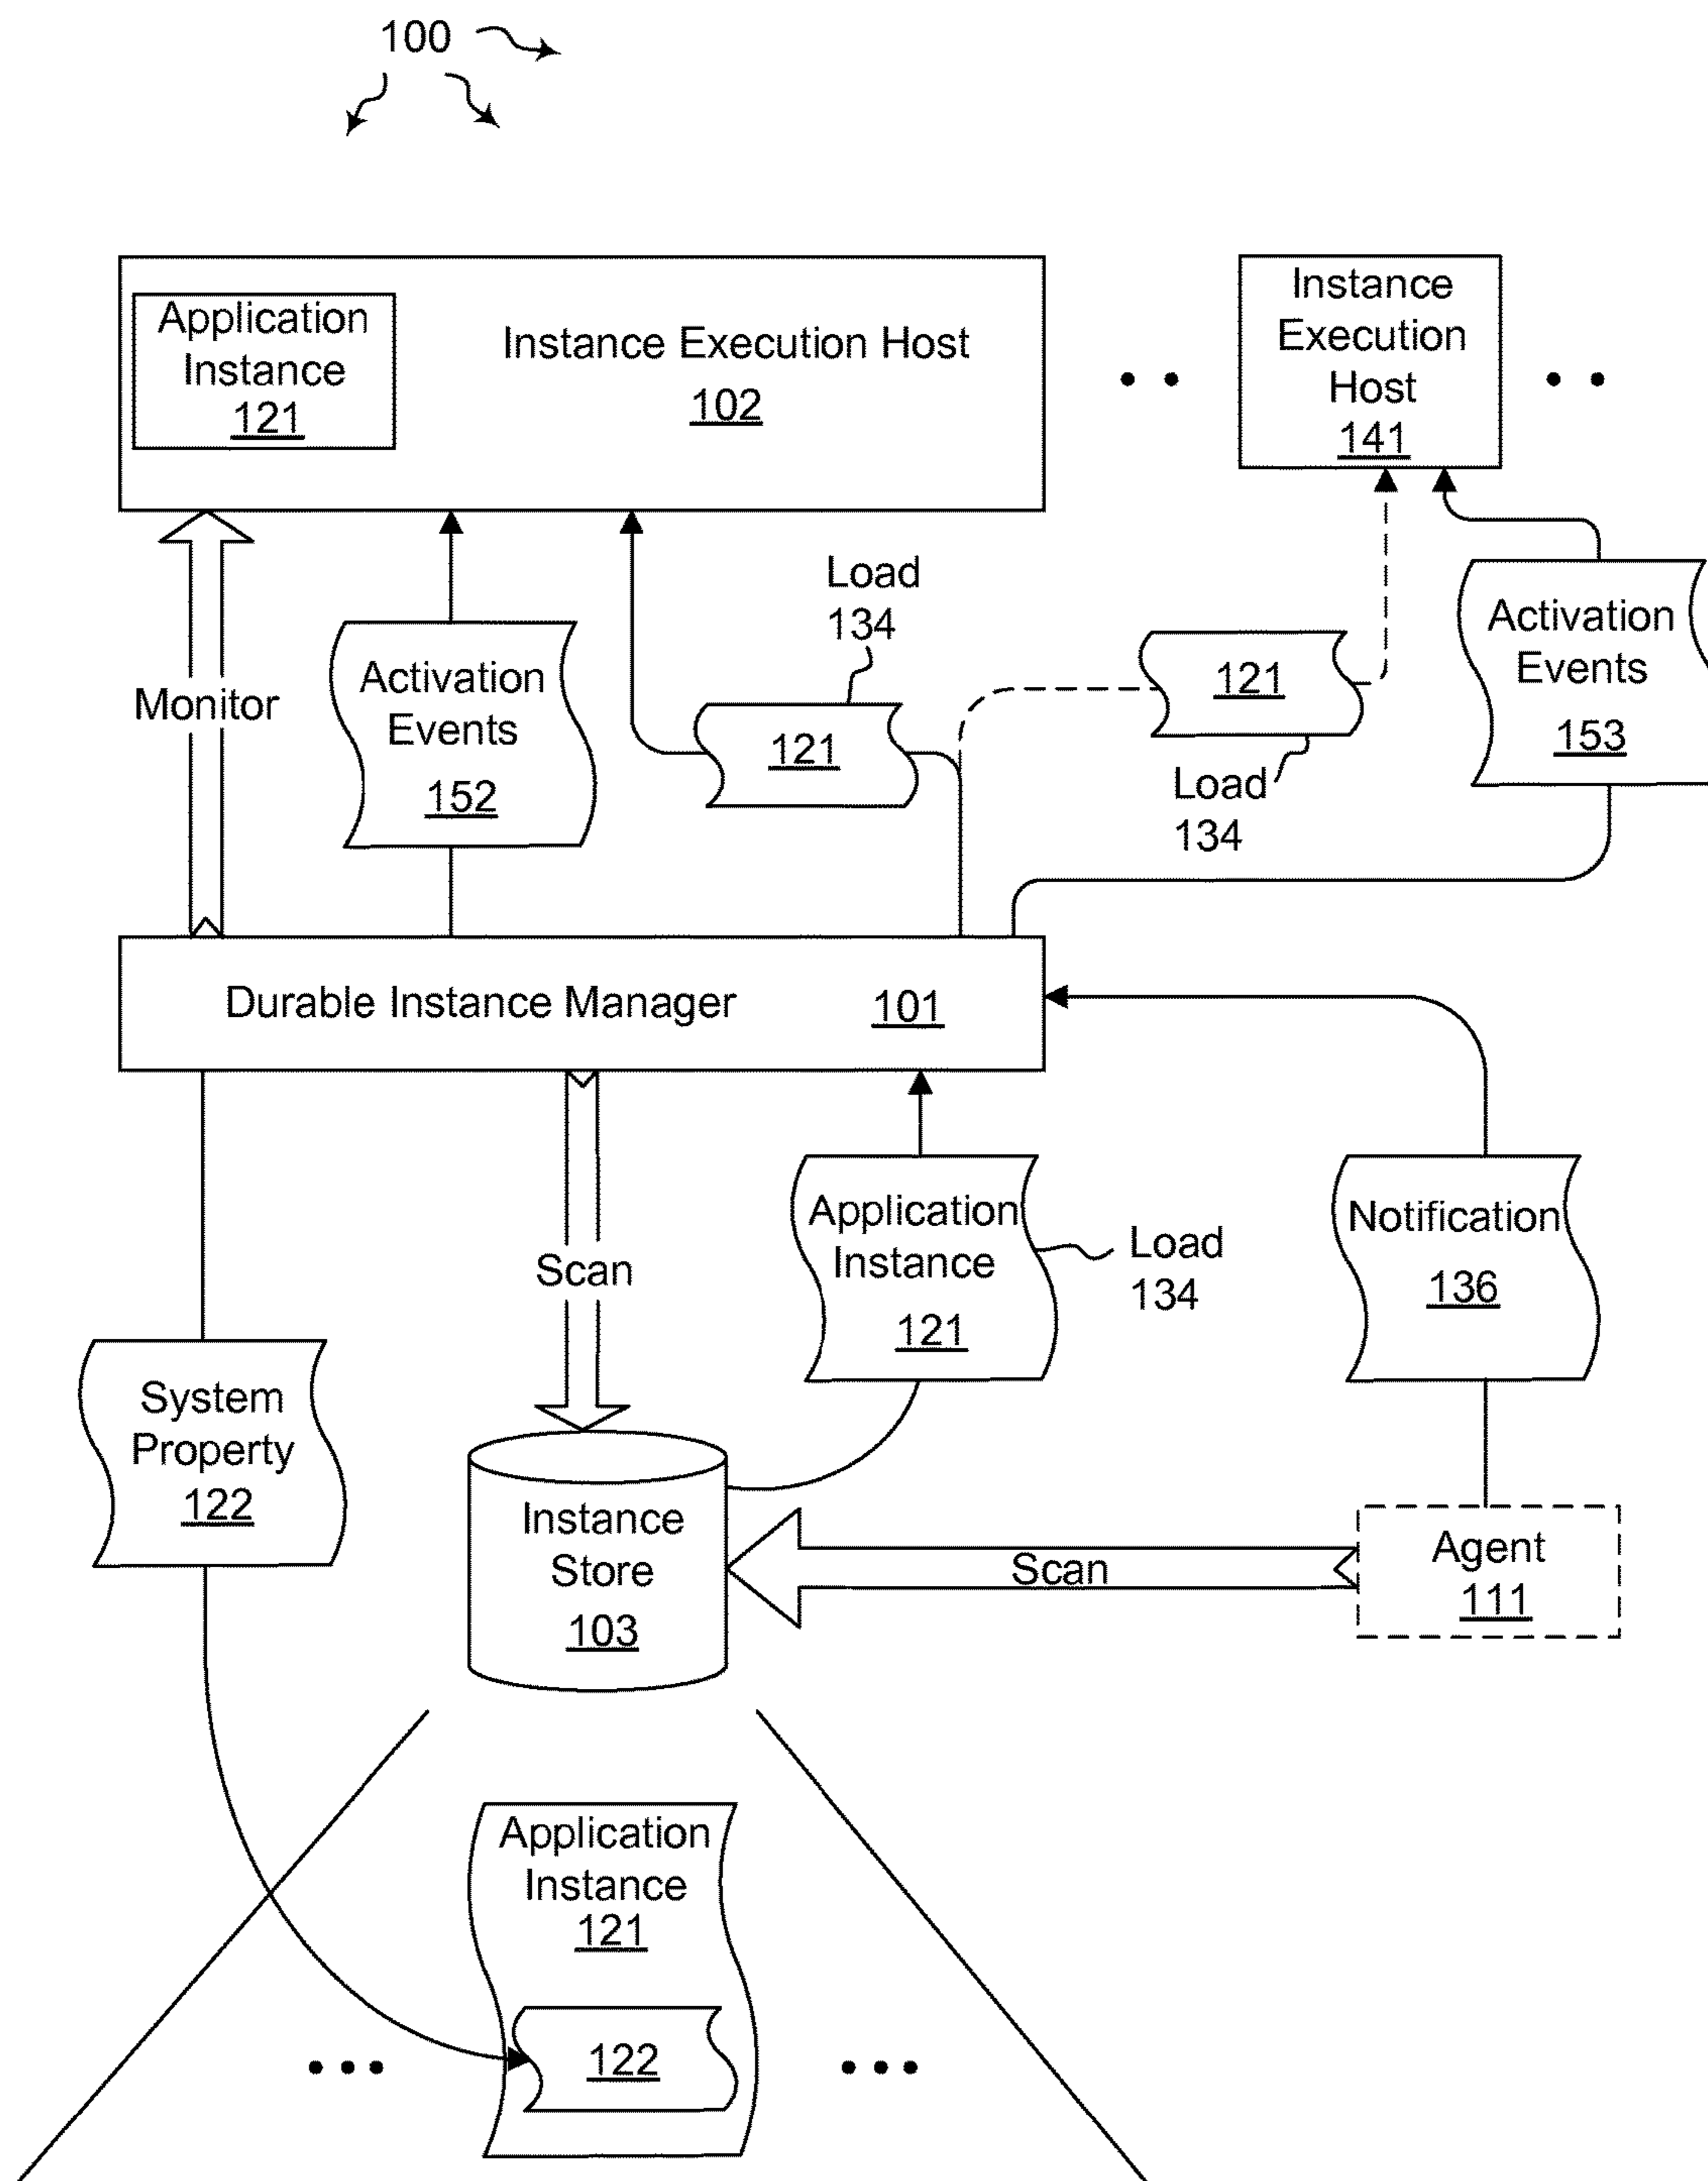 100
Application
Instance
121
Instance Execution Host
102
Instance
Execution
Host
141
Monitor
Activation
Events
152
Load
134
121
121
Load
134
Activation
Events
153
Durable Instance Manager 101
Scan
Application
Instance
121
Load
134
Notification
136
System
Property
122
Instance
Store
103
Scan
Agent
111
Application
Instance
121
122